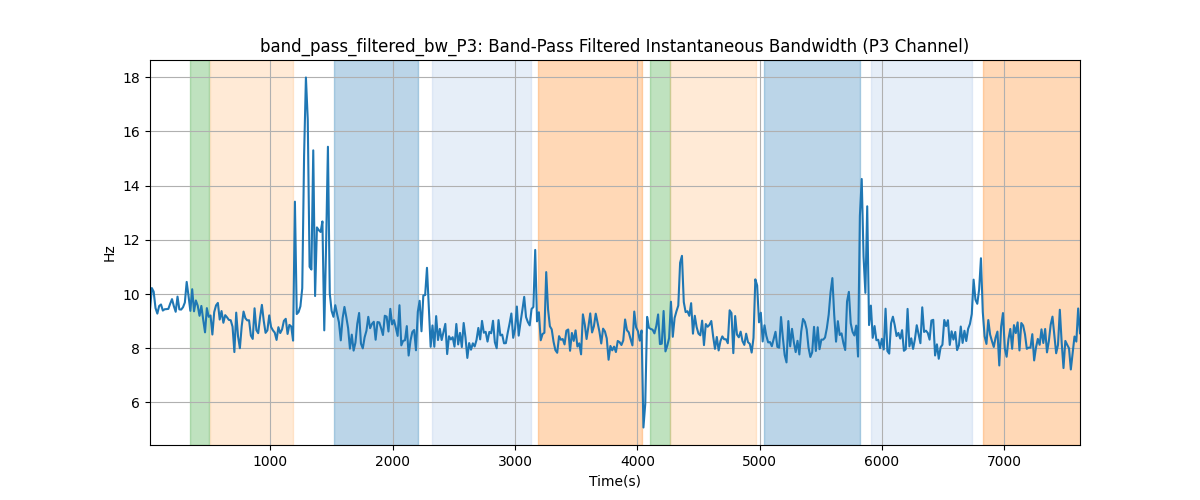 band_pass_filtered_bw_P3: Band-Pass Filtered Instantaneous Bandwidth (P3 Channel)
18
16
14
12
10
8
6
Hz
1000 2000 3000 4000 5000 6000 7000
Time(s)